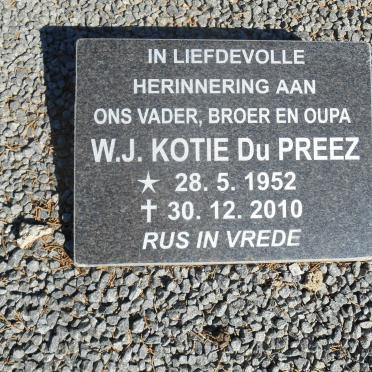 IN LIEFDEVOLLE
HERINNERING AAN
ONS VADER, BROER EN OUPA
W.J. KOTIE Du PREEZ
★ 28. 5. 1952
✝ 30. 12. 2010
RUS IN VREDE